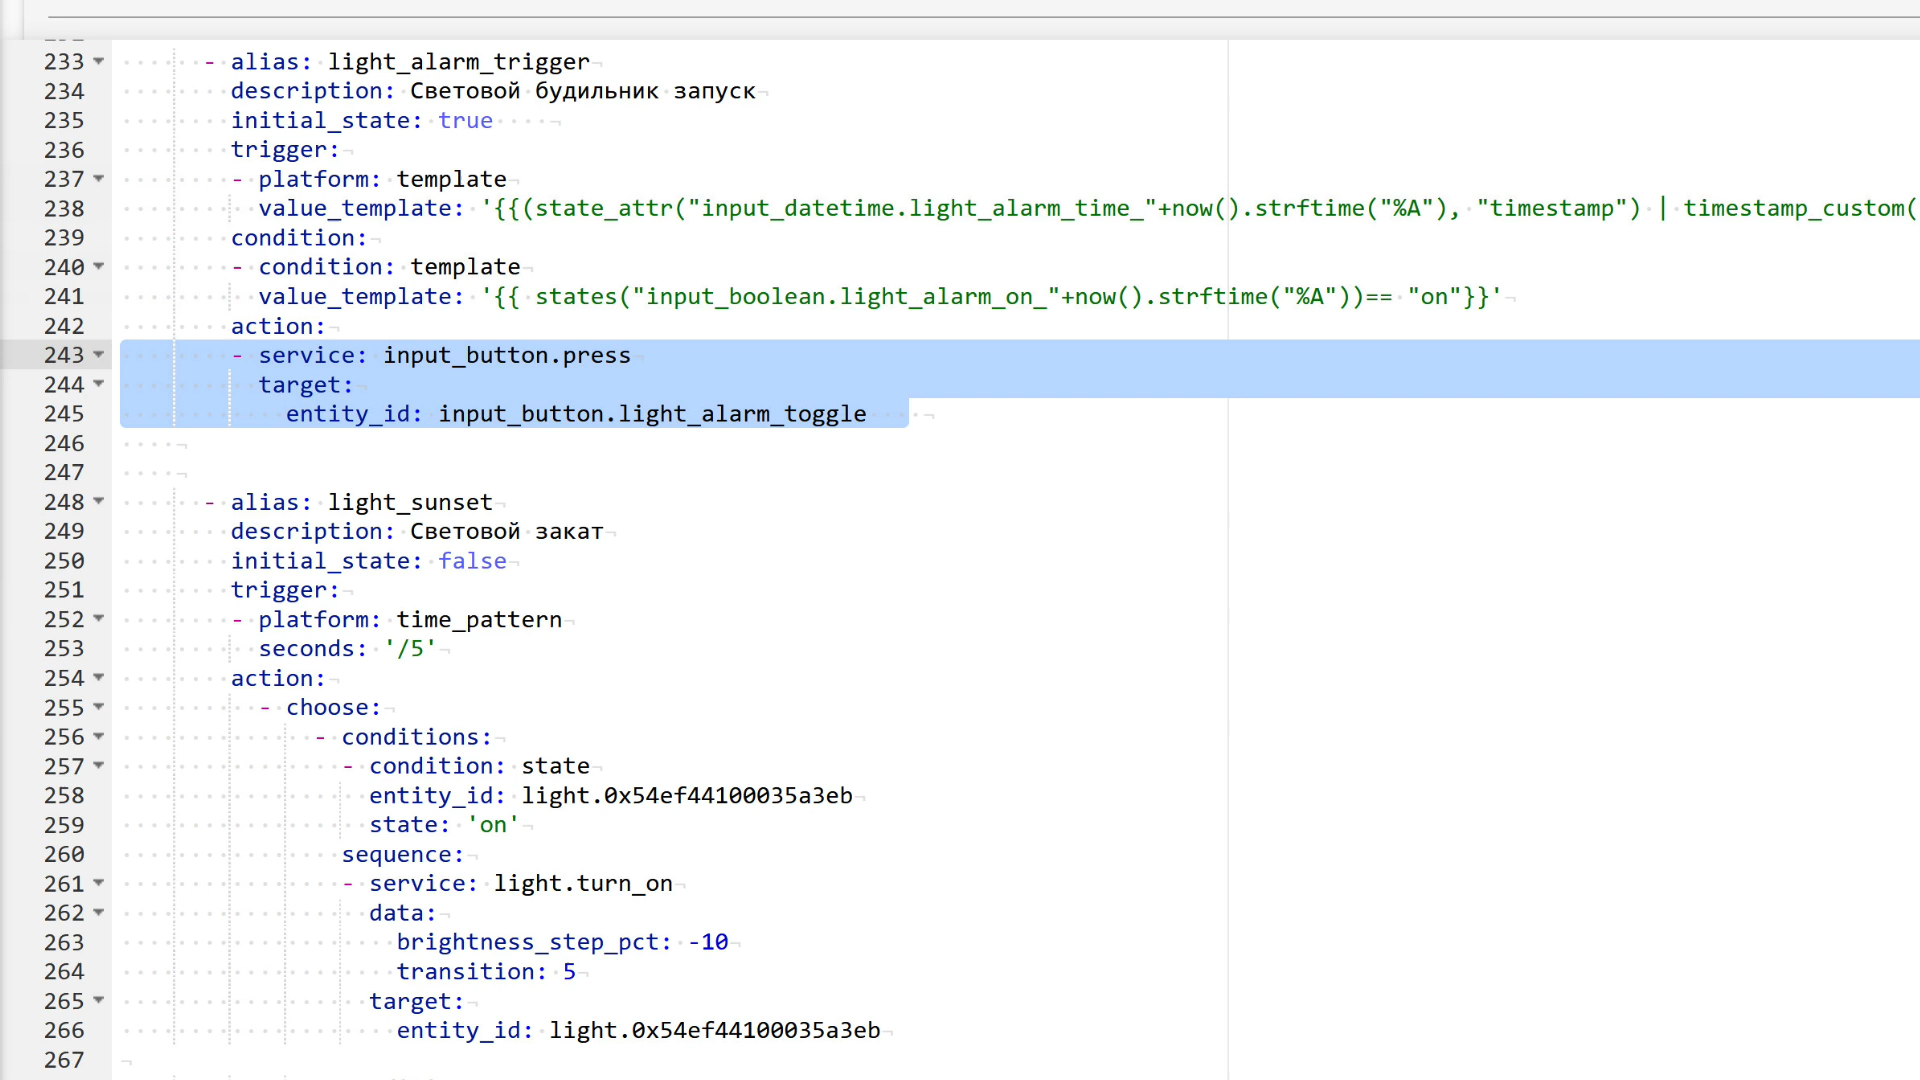 233 - alias: light_alarm_trigger
234 description: Световой будильник запуск
235 initial_state: true
236 trigger:
237 - platform: template
238 value_template: '{{(state_attr("input_datetime.light_alarm_time_"+now().strftime("%A"), "timestamp") | timestamp_custom(
239 condition:
240 - condition: template
241 value_template: '{{ states("input_boolean.light_alarm_on_"+now().strftime("%A"))== "on"}}'
242 action:
243 - service: input_button.press
244 target:
245 entity_id: input_button.light_alarm_toggle
246
247
248 - alias: light_sunset
249 description: Световой закат
250 initial_state: false
251 trigger:
252 - platform: time_pattern
253 seconds: '/5'
254 action:
255 - choose:
256 - conditions:
257 - condition: state
258 entity_id: light.0x54ef44100035a3eb
259 state: 'on'
260 sequence:
261 - service: light.turn_on
262 data:
263 brightness_step_pct: -10
264 transition: 5
265 target:
266 entity_id: light.0x54ef44100035a3eb
267